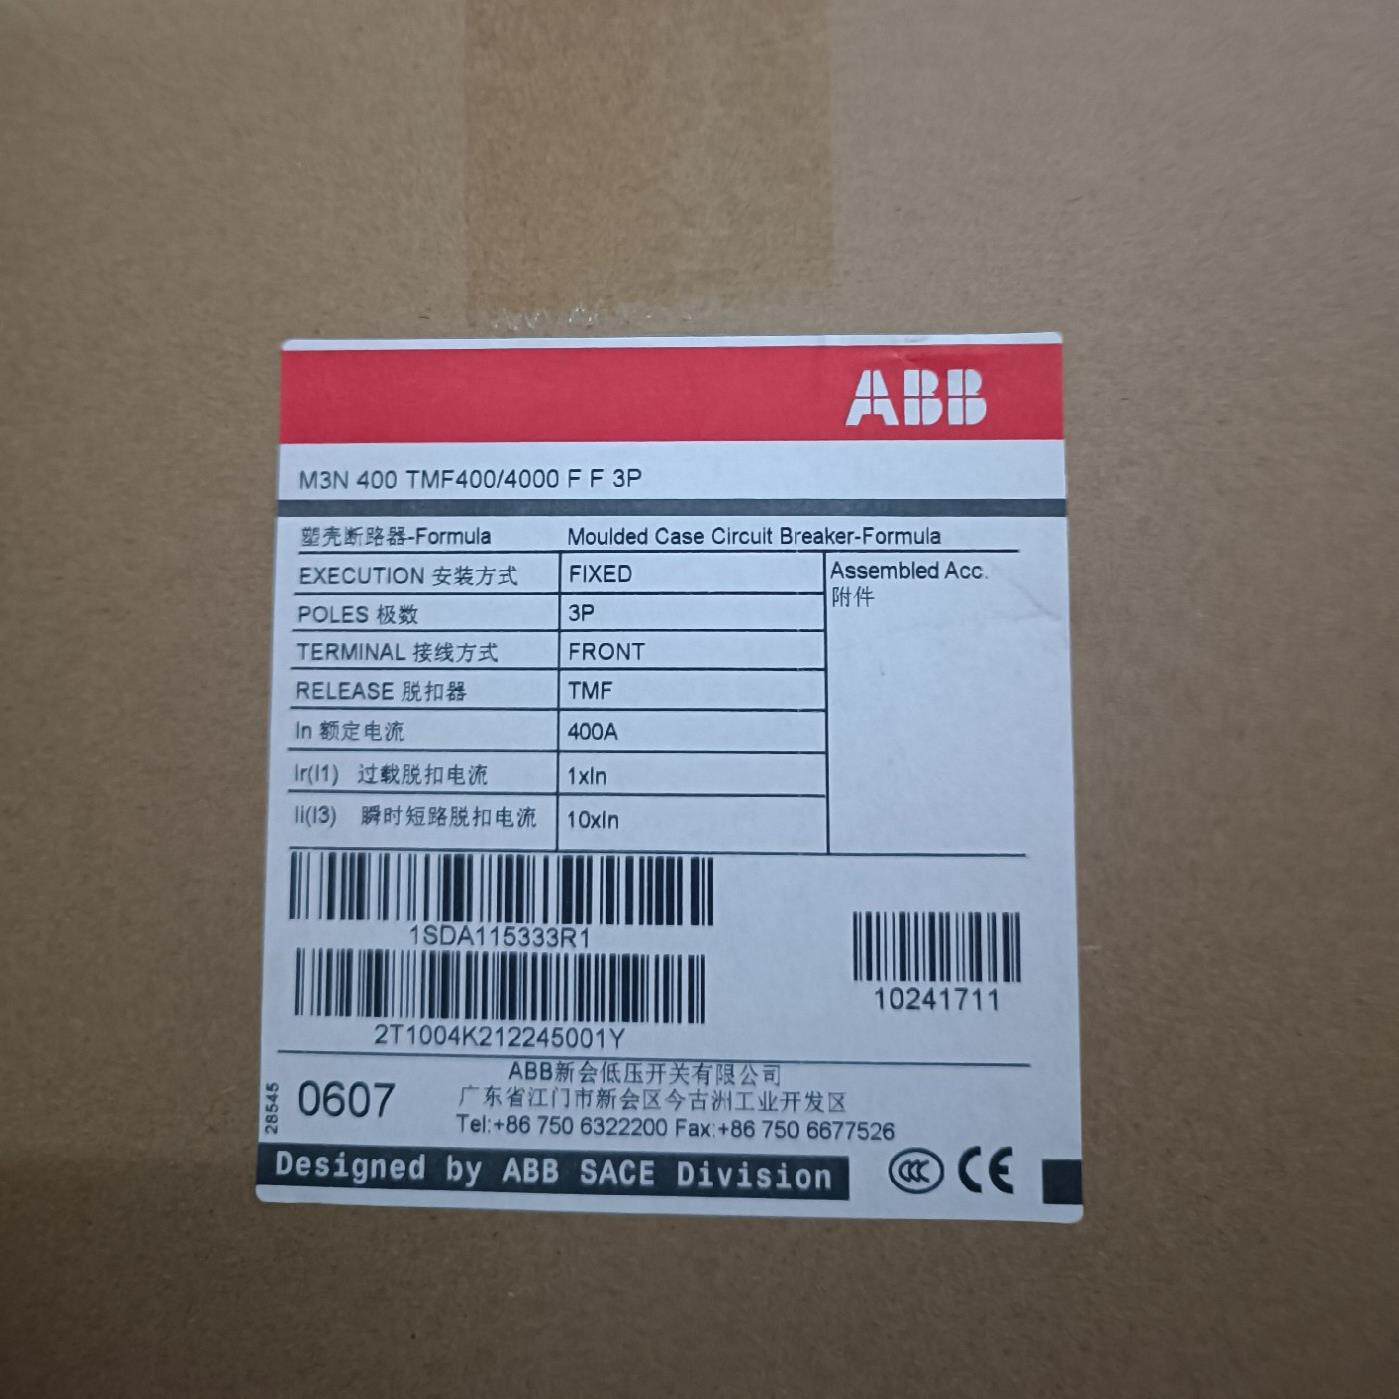 ABB
M3N 400 TMF400/4000 F F 3P
塑壳断路器-Formula Moulded Case Circuit Breaker-Formula
EXECUTION 安装方式 FIXED Assembled Acc.
附件
POLES 极数 3P
TERMINAL 接线方式 FRONT
RELEASE 脱扣器 TMF
In 额定电流 400A
Ir(I1) 过载脱扣电流 1xIn
Ii(I3) 瞬时短路脱扣电流 10xIn
1SDA115333R1
10241711
2T1004K212245001Y
ABB新会低压开关有限公司
28545 0607 广东省江门市新会区今古洲工业开发区
Tel:+86 750 6322200 Fax:+86 750 6677526
Designed by ABB SACE Division CCC CE